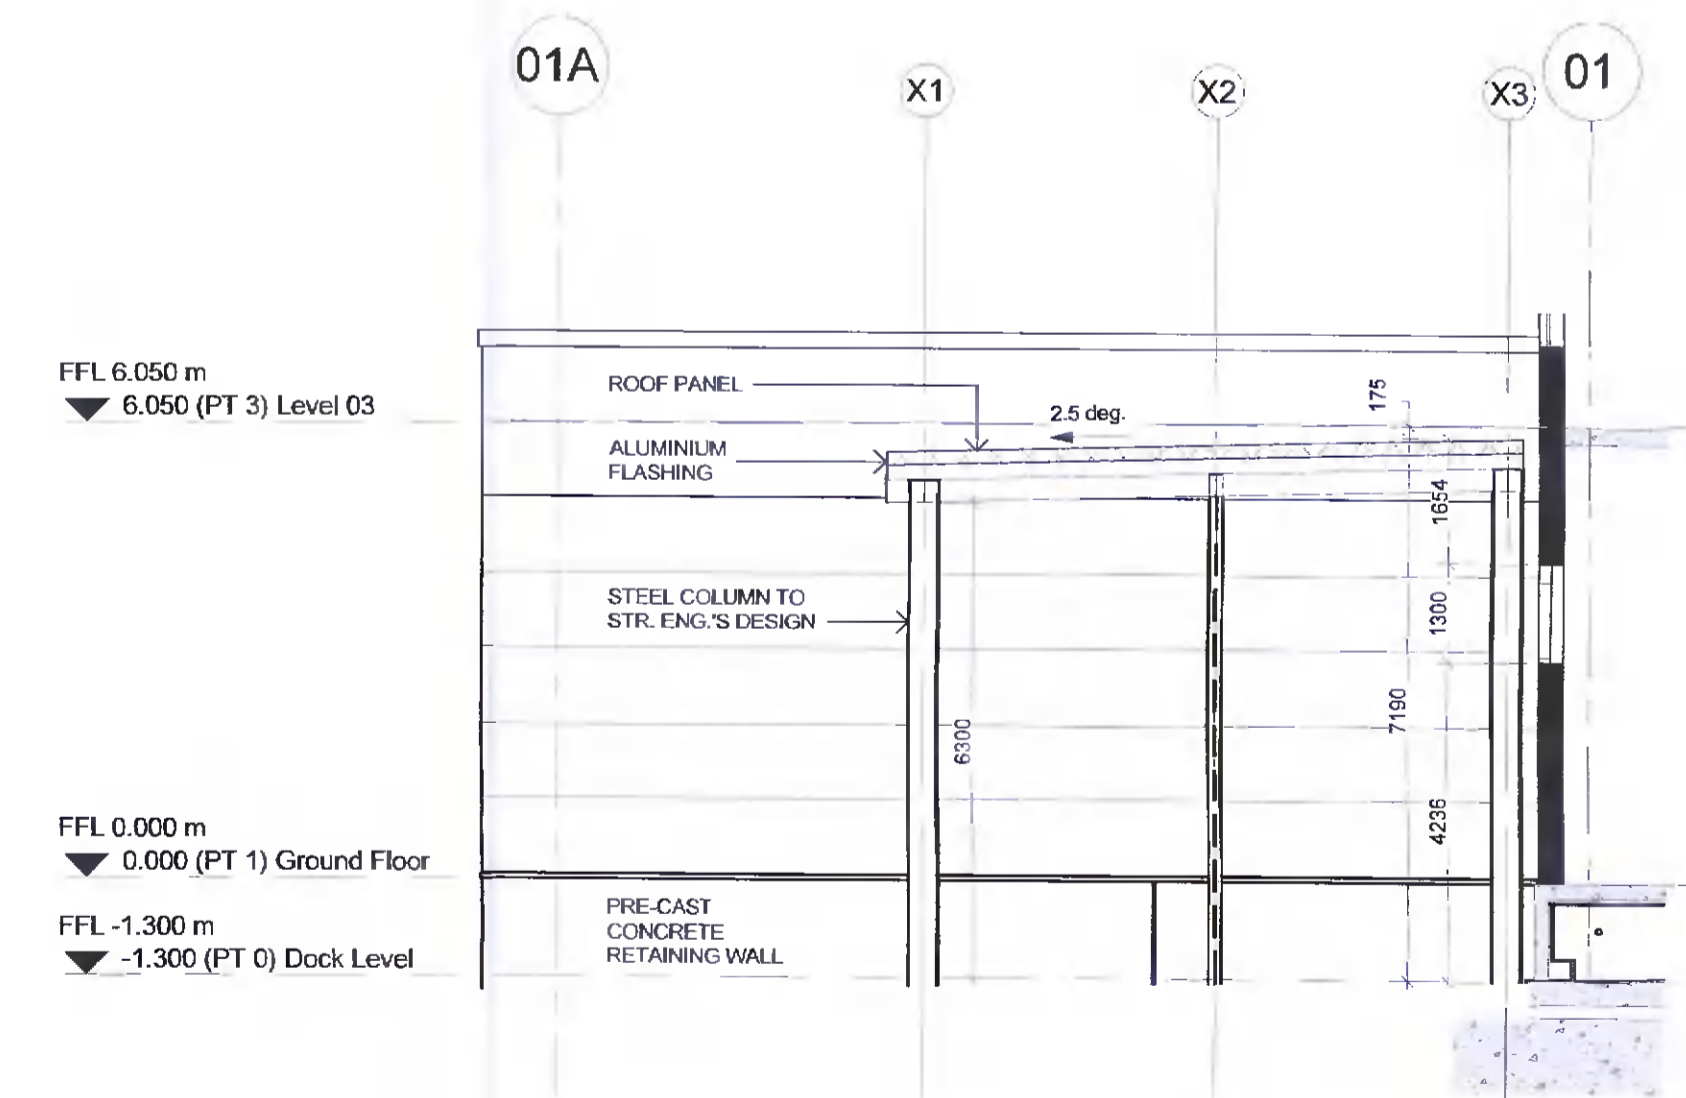 01A
X1
X2
X3
01
FFL 6.050 m
6.050 (PT 3) Level 03
ROOF PANEL
2.5 deg.
175
ALUMINIUM
FLASHING
1654
STEEL COLUMN TO
STR. ENG.'S DESIGN
1300
7190
6300
4236
FFL 0.000 m
0.000 (PT 1) Ground Floor
FFL -1.300 m
-1.300 (PT 0) Dock Level
PRE-CAST
CONCRETE
RETAINING WALL